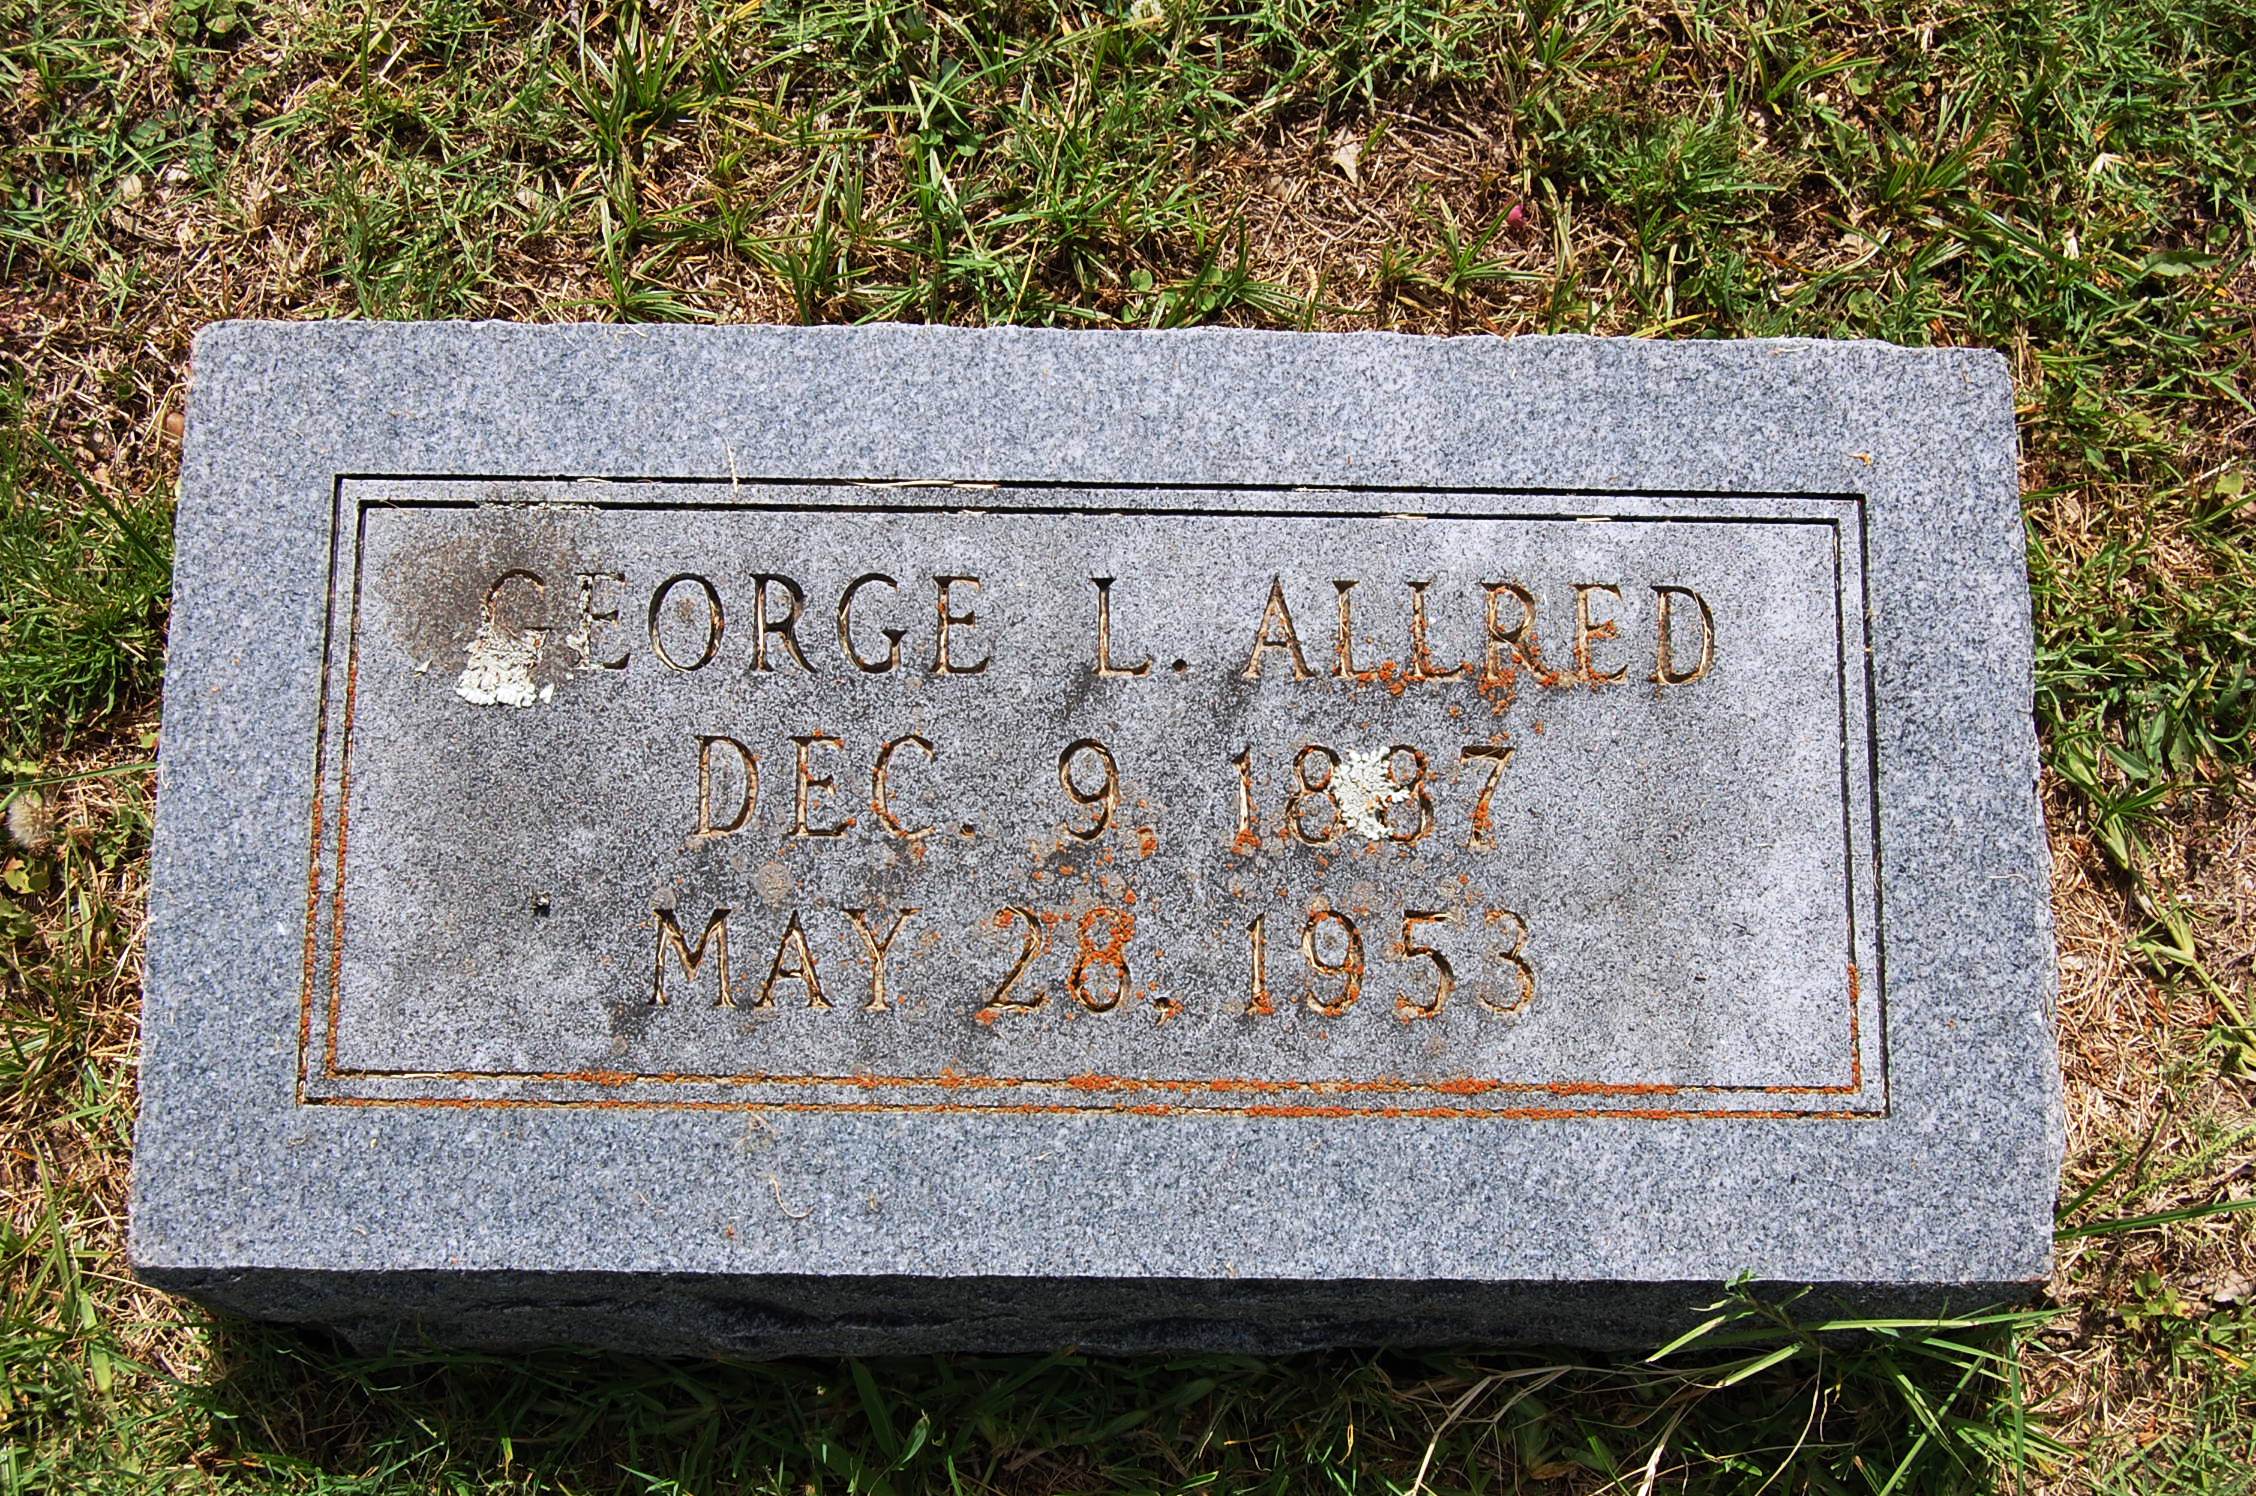 GEORGE L. ALLRED
DEC. 9, 1887
MAY 28, 1953